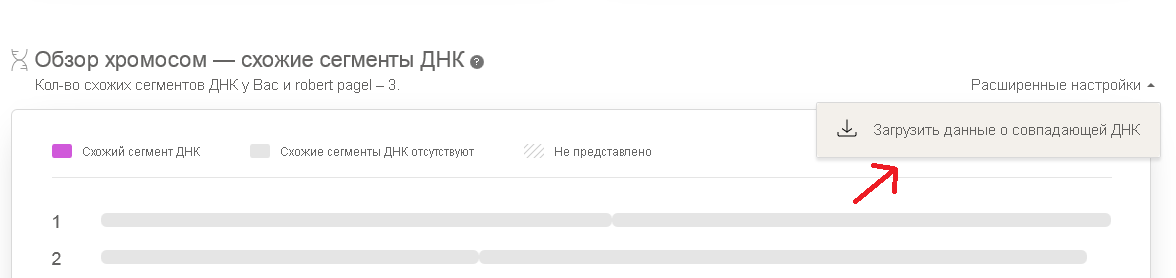 Обзор хромосом — схожие сегменты ДНК ?
Кол-во схожих сегментов ДНК у Вас и robert pagel – 3.
Расширенные настройки
Загрузить данные о совпадающей ДНК
Схожий сегмент ДНК
Схожие сегменты ДНК отсутствуют
Не представлено
1
2